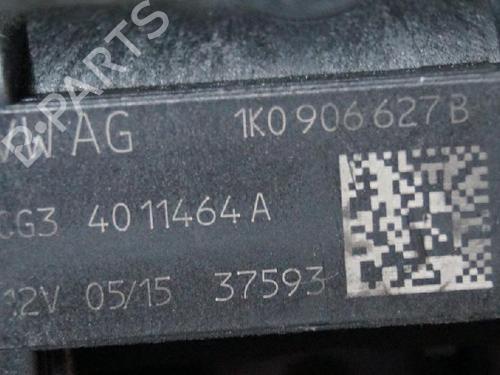 B-PARTS
VW AG 1K0 906 627 B
CG3 4011464 A
12V 05/15 37593